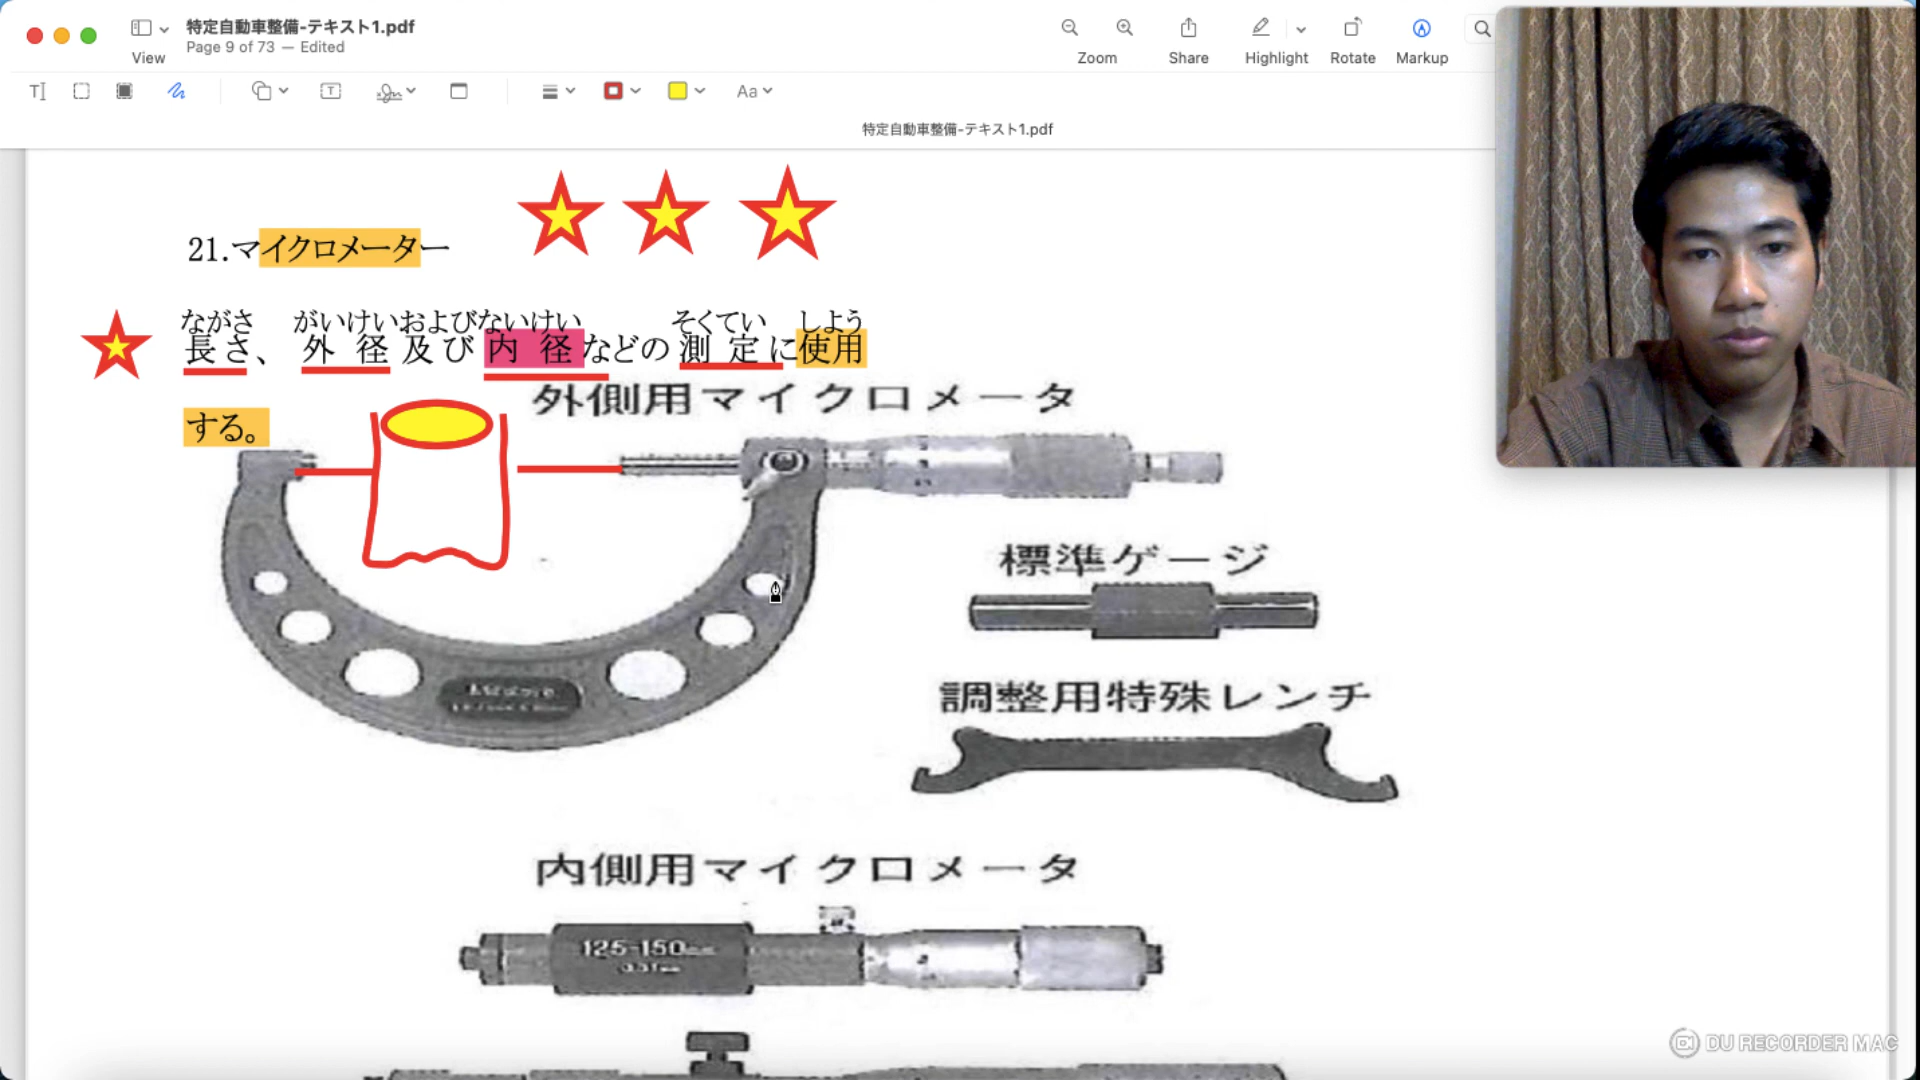 特定自動車整備-テキスト1.pdf
Page 9 of 73 — Edited
View
Zoom
Share
Highlight
Rotate
Markup
Aa
特定自動車整備-テキスト1.pdf
21.マイクロメーター
ながさ がいけいおよびないけい そくてい しよう
長さ、外径及び内径などの測定に使用
する。
外側用マイクロメータ
標準ゲージ
調整用特殊レンチ
内側用マイクロメータ
125-150mm
DU RECORDER MAC